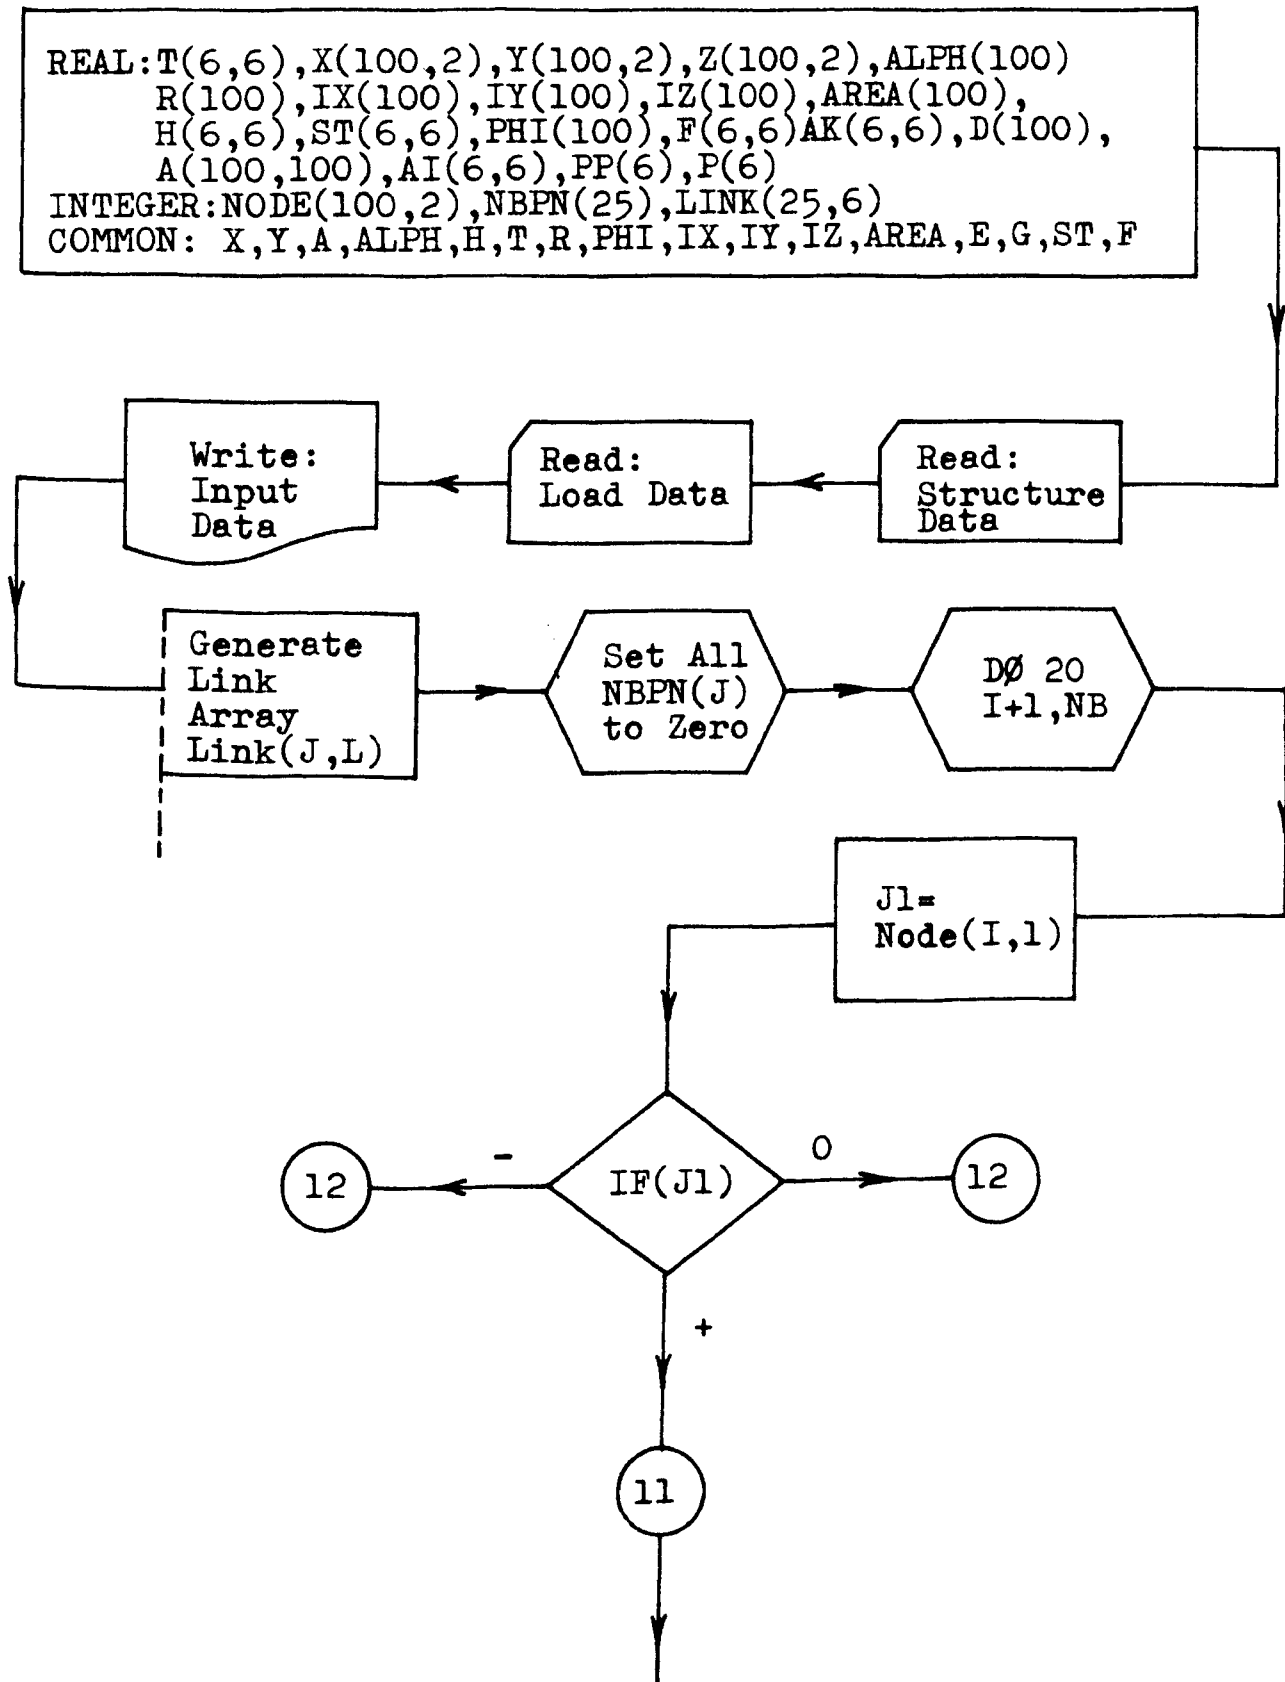 REAL:T(6,6),X(100,2),Y(100,2),Z(100,2),ALPH(100)
R(100),IX(100),IY(100),IZ(100),AREA(100),
H(6,6),ST(6,6),PHI(100),F(6,6)AK(6,6),D(100),
A(100,100),AI(6,6),PP(6),P(6)
INTEGER:NODE(100,2),NBPN(25),LINK(25,6)
COMMON: X,Y,A,ALPH,H,T,R,PHI,IX,IY,IZ,AREA,E,G,ST,F
Read:
Structure
Data
Read:
Load Data
Write:
Input
Data
Generate
Link
Array
Link(J,L)
Set All
NBPN(J)
to Zero
DØ 20
I+1,NB
J1=
Node(I,1)
IF(J1)
-
12
0
12
+
11